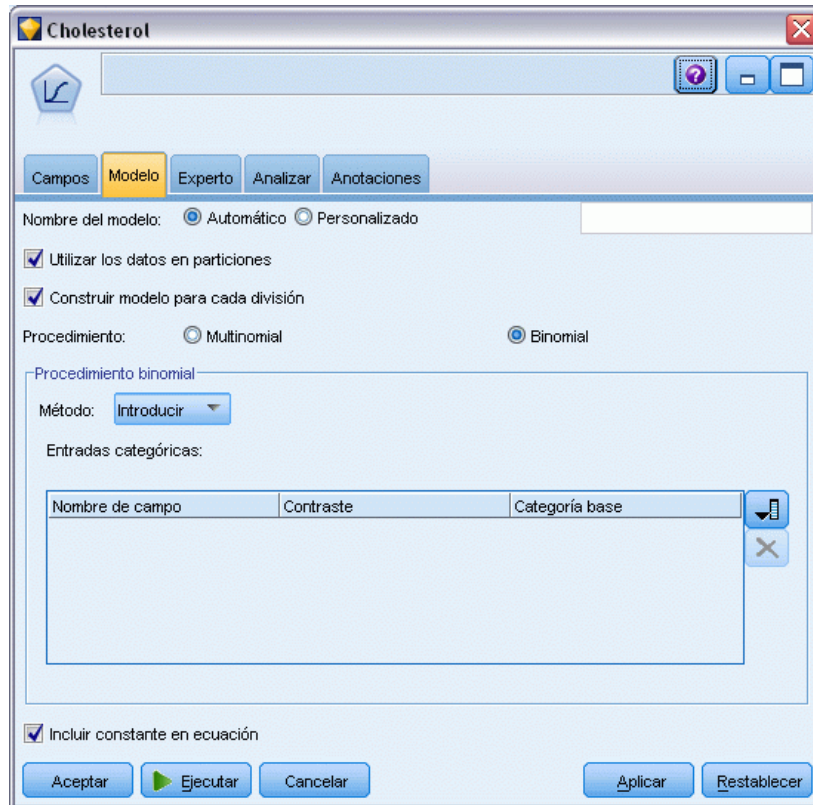 Cholesterol
Campos Modelo Experto Analizar Anotaciones
Nombre del modelo: Automático Personalizado
Utilizar los datos en particiones
Construir modelo para cada división
Procedimiento: Multinomial Binomial
Procedimiento binomial
Método: Introducir
Entradas categóricas:
Nombre de campo Contraste Categoría base
Incluir constante en ecuación
Aceptar Ejecutar Cancelar Aplicar Restablecer